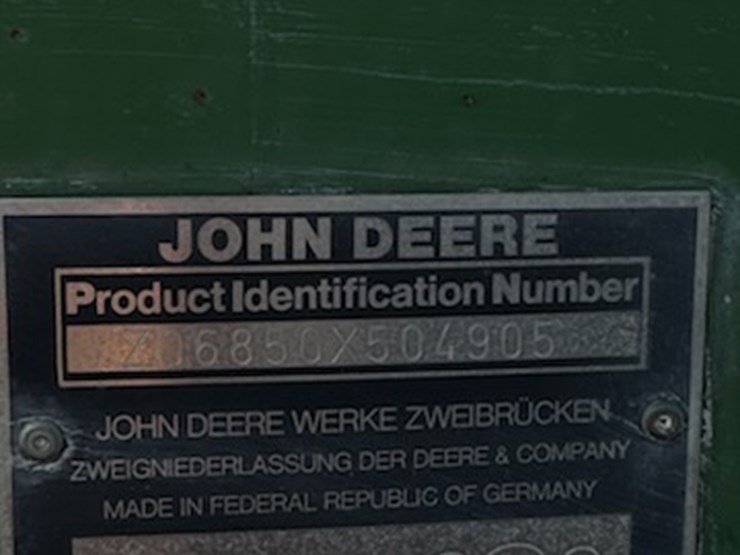 JOHN DEERE
Product Identification Number
Z06850X504905
JOHN DEERE WERKE ZWEIBRÜCKEN
ZWEIGNIEDERLASSUNG DER DEERE & COMPANY
MADE IN FEDERAL REPUBLIC OF GERMANY